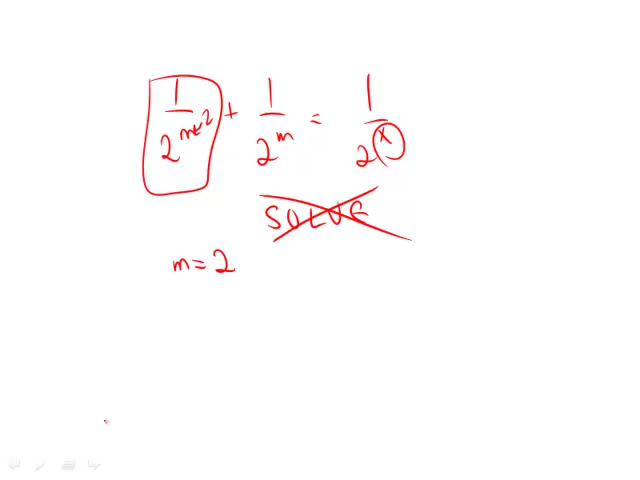 1/2^(m+2) + 1/2^m = 1/2^x
SOLVE
m = 2